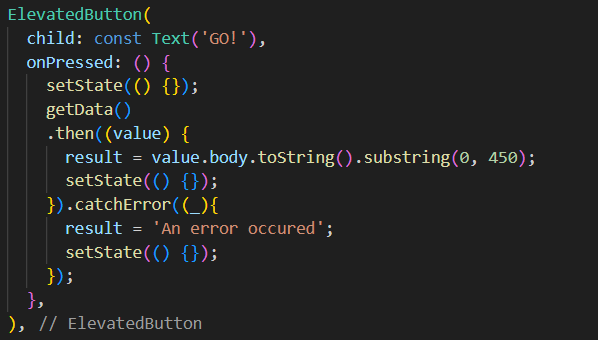 ElevatedButton(
  child: const Text('GO!'),
  onPressed: () {
    setState(() {});
    getData()
    .then((value) {
      result = value.body.toString().substring(0, 450);
      setState(() {});
    }).catchError((_){
      result = 'An error occured';
      setState(() {});
    });
  },
), // ElevatedButton